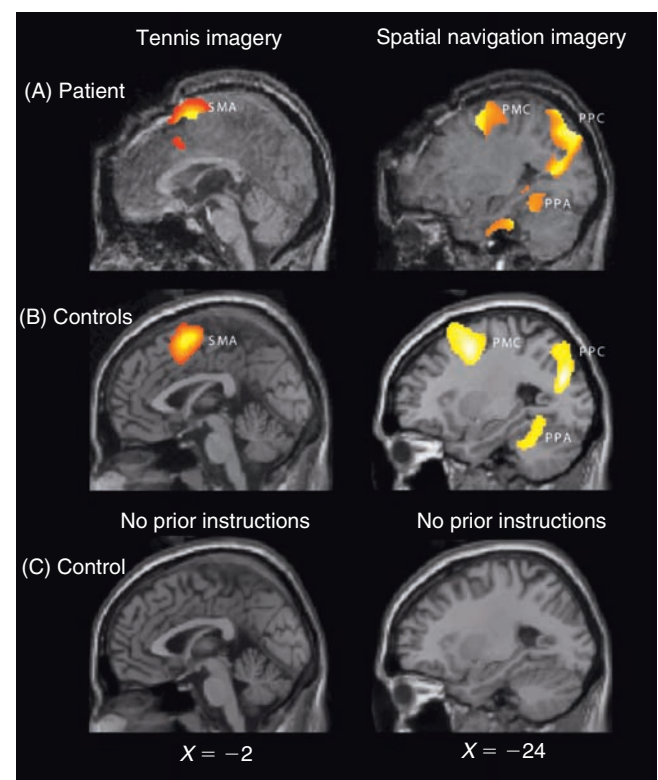 Tennis imagery
Spatial navigation imagery
(A) Patient
SMA
PMC
PPC
PPA
(B) Controls
SMA
PMC
PPC
PPA
No prior instructions
No prior instructions
(C) Control
X = −2
X = −24